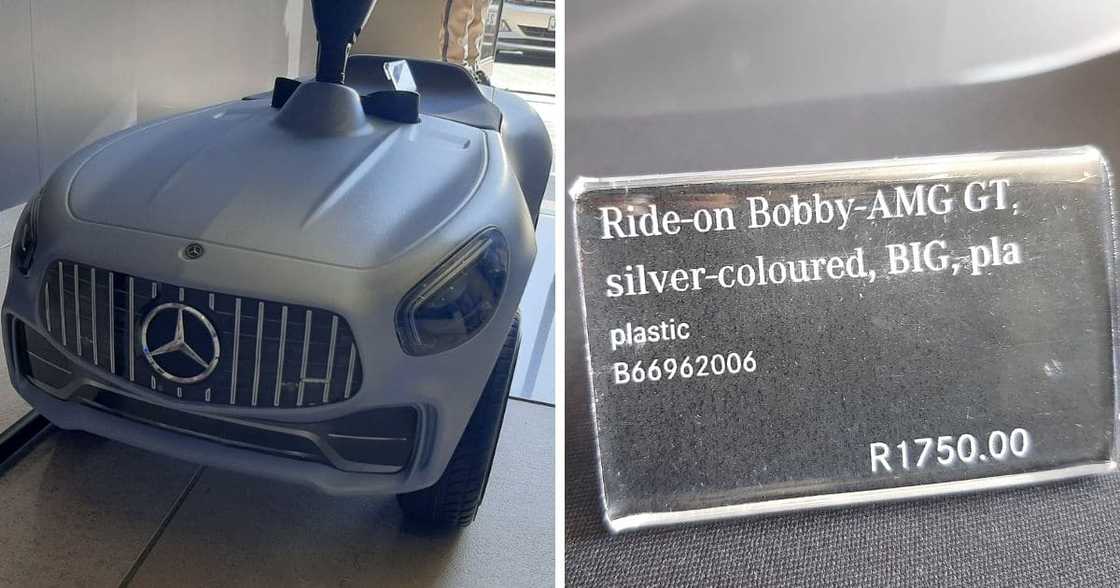 Ride-on Bobby-AMG GT,
silver-coloured, BIG, pla
plastic
B66962006
R1750.00